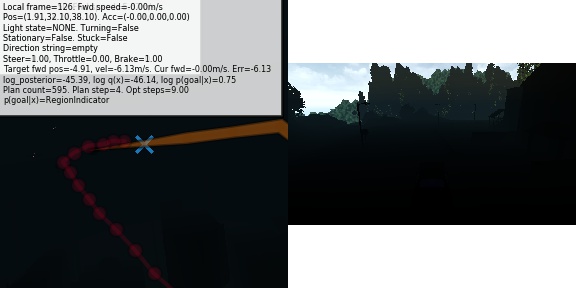 Local frame=126. Fwd speed=-0.00m/s
Pos=(1.91,32.10,38.10). Acc=(-0.00,0.00,0.00)
Light state=NONE. Turning=False
Stationary=False. Stuck=False
Direction string=empty
Steer=1.00, Throttle=0.00, Brake=1.00
Target fwd pos=-4.91, vel=-6.13m/s. Cur fwd=-0.00m/s. Err=-6.13
log_posterior=-45.39, log q(x)=-46.14, log p(goal|x)=0.75
Plan count=595. Plan step=4. Opt steps=9.00
p(goal|x)=RegionIndicator